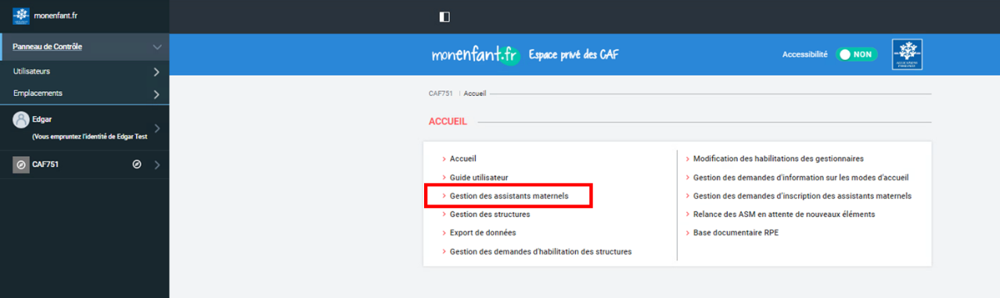 monenfant.fr
Panneau de Contrôle
Utilisateurs
Emplacements
Edgar
(Vous empruntez l'identité de Edgar Test
CAF751
monenfant.fr Espace privé des CAF
Accessibilité NON
CAF751 | Accueil
ACCUEIL
Accueil
Guide utilisateur
Gestion des assistants maternels
Gestion des structures
Export de données
Gestion des demandes d'habilitation des structures
Modification des habilitations des gestionnaires
Gestion des demandes d'information sur les modes d'accueil
Gestion des demandes d'inscription des assistants maternels
Relance des ASM en attente de nouveaux éléments
Base documentaire RPE